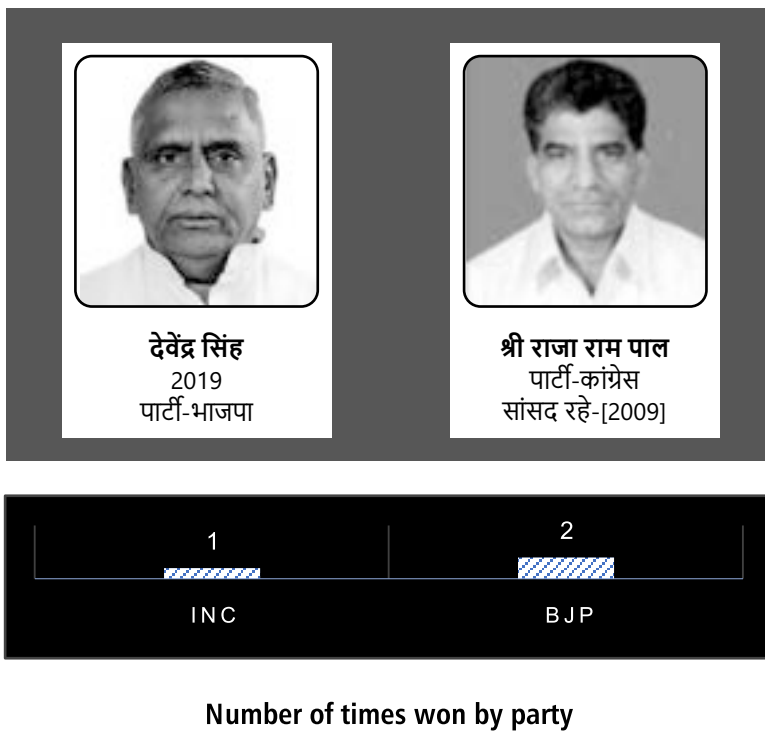 देवेंद्र सिंह
2019
पार्टी-भाजपा
श्री राजा राम पाल
पार्टी-कांग्रेस
सांसद रहे-[2009]
1
2
INC
BJP
Number of times won by party